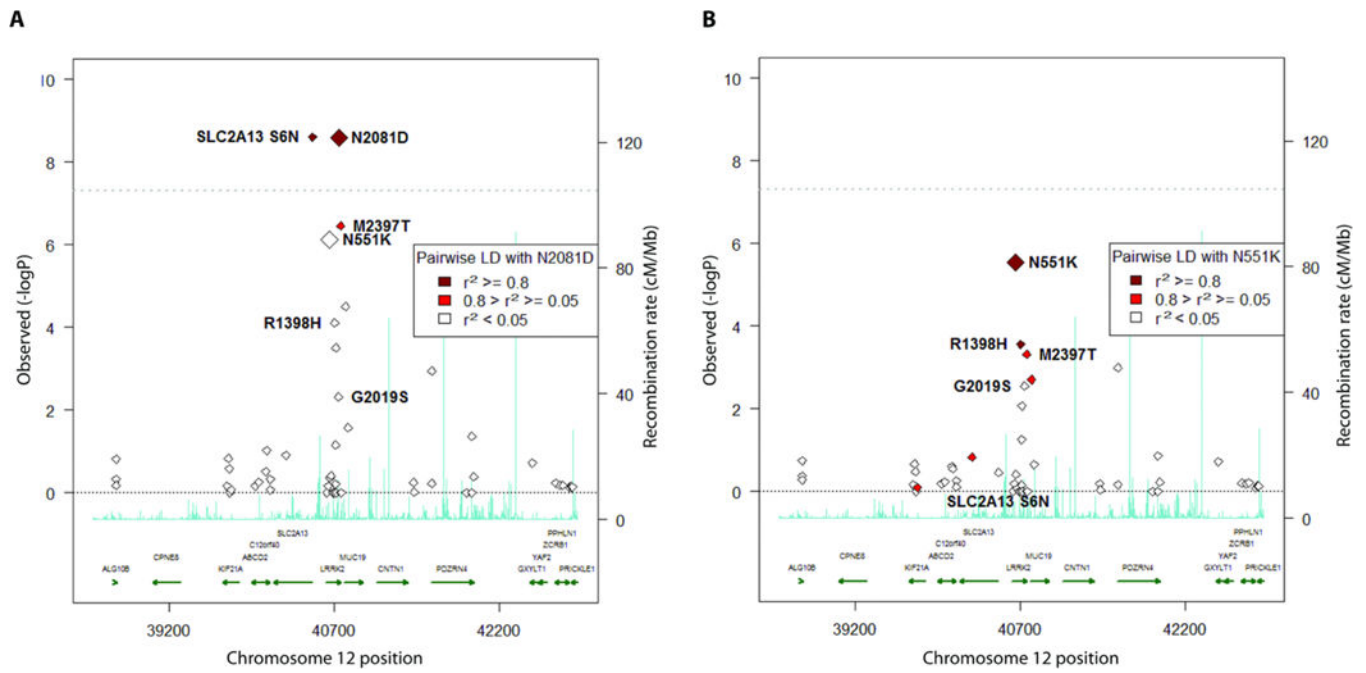 A
10
8
6
4
2
0
Observed (-logP)
120
80
40
0
Recombination rate (cM/Mb)
SLC2A13 S6N
N2081D
M2397T
N551K
Pairwise LD with N2081D
r² >= 0.8
0.8 > r² >= 0.05
r² < 0.05
R1398H
G2019S
SLC2A13
PPHLN1
C12orf40
ZCRB1
CPNE8
ABCD2
MUC19
YAF2
ALG10B
KIF21A
LRRK2
CNTN1
PDZRN4
GXYLT1
PRICKLE1
39200
40700
42200
Chromosome 12 position
B
10
8
6
4
2
0
Observed (-logP)
120
80
40
0
Recombination rate (cM/Mb)
N551K
Pairwise LD with N551K
r² >= 0.8
0.8 > r² >= 0.05
r² < 0.05
R1398H
M2397T
G2019S
SLC2A13 S6N
SLC2A13
PPHLN1
C12orf40
ZCRB1
CPNE8
ABCD2
MUC19
YAF2
ALG10B
KIF21A
LRRK2
CNTN1
PDZRN4
GXYLT1
PRICKLE1
39200
40700
42200
Chromosome 12 position